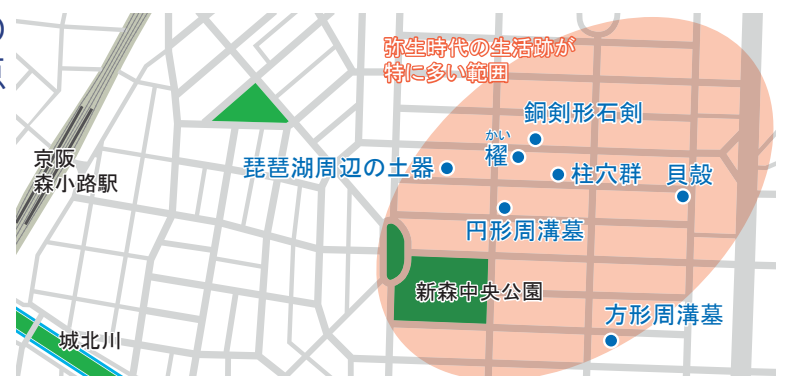 の
弥生時代の生活跡が
特に多い範囲
銅剣形石剣
かい
櫂
琵琶湖周辺の土器
柱穴群
貝殻
円形周溝墓
京阪
森小路駅
新森中央公園
方形周溝墓
城北川